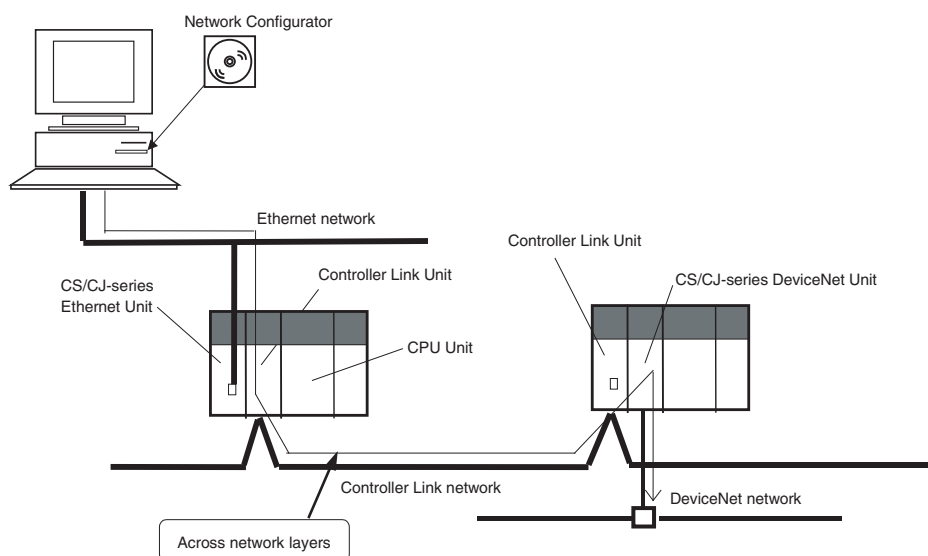 Network Configurator
Ethernet network
Controller Link Unit
CS/CJ-series
Ethernet Unit
Controller Link Unit
CS/CJ-series DeviceNet Unit
CPU Unit
Controller Link network
DeviceNet network
Across network layers